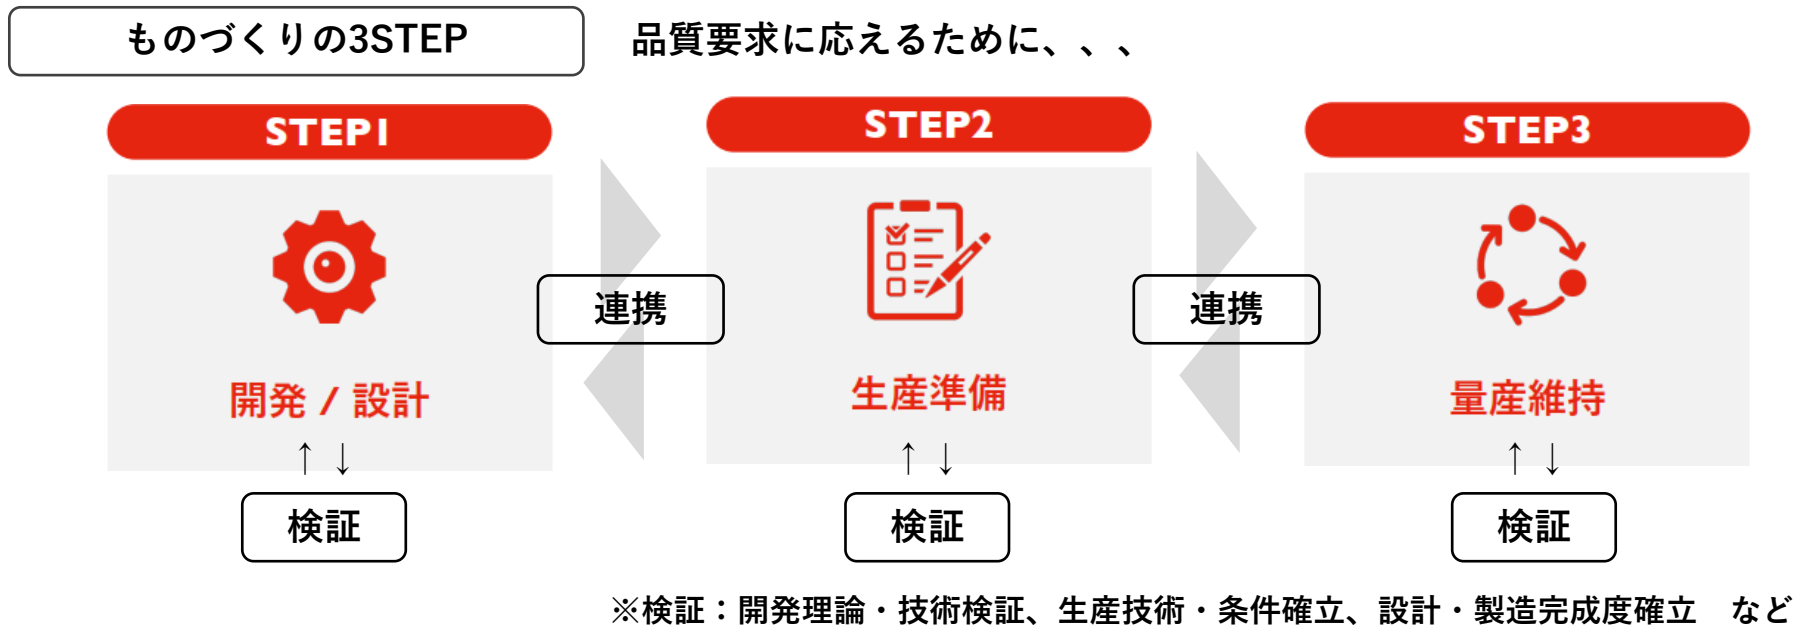 ものづくりの3STEP
品質要求に応えるために、、、
STEP1
STEP2
STEP3
連携
連携
開発 / 設計
生産準備
量産維持
↑ ↓
↑ ↓
↑ ↓
検証
検証
検証
※検証：開発理論・技術検証、生産技術・条件確立、設計・製造完成度確立　など